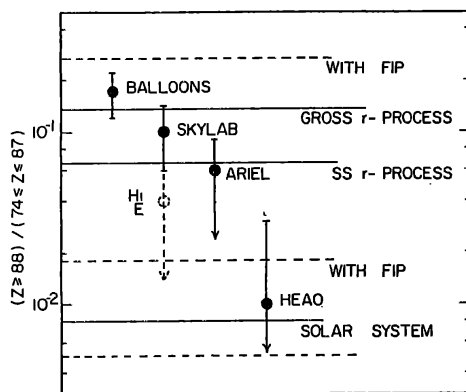 WITH FIP
BALLOONS
GROSS r-PROCESS
10⁻¹
SKYLAB
SS r-PROCESS
ARIEL
HI
E
(Z≥88)/(74≤Z≤87)
WITH FIP
10⁻²
HEAO
SOLAR SYSTEM